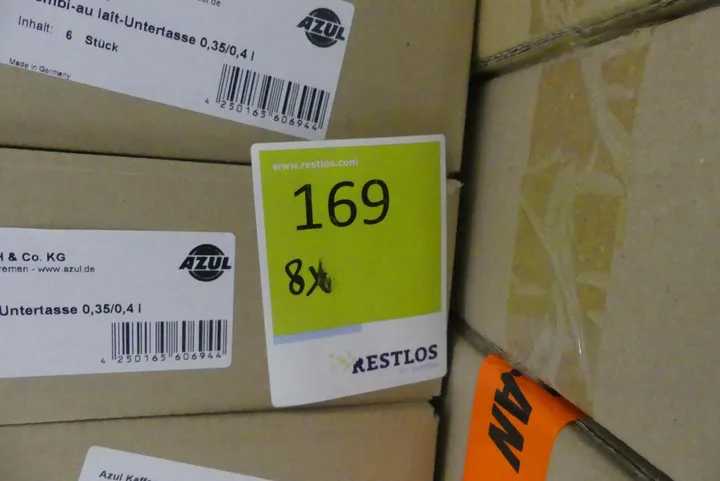 ombi-au lait-Untertasse 0,35/0,4 l
Inhalt: 6 Stück
Made in Germany
AZUL
4 250165 606944
www.restlos.com
169
8x
RESTLOS
H & Co. KG
remen - www.azul.de
AZUL
Untertasse 0,35/0,4 l
4 250165 606944
Azul Kaff
AN